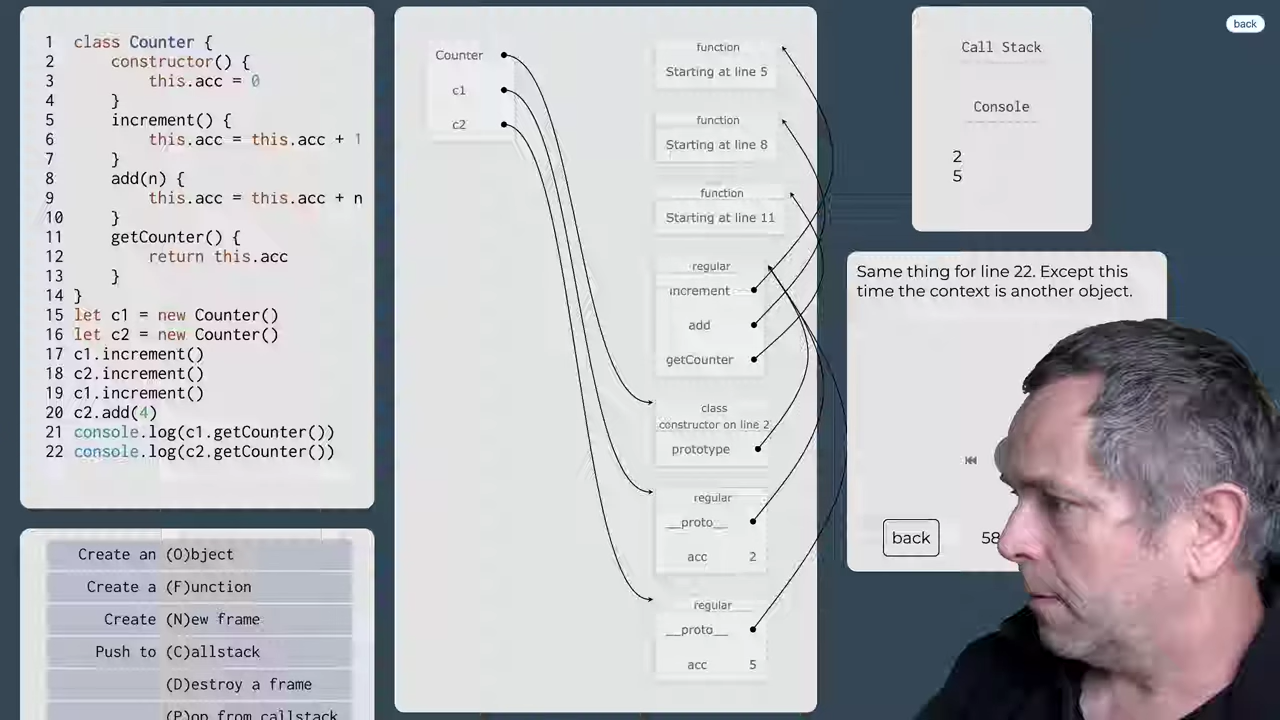 1 class Counter {
2 constructor() {
3 this.acc = 0
4 }
5 increment() {
6 this.acc = this.acc + 1
7 }
8 add(n) {
9 this.acc = this.acc + n
10 }
11 getCounter() {
12 return this.acc
13 }
14 }
15 let c1 = new Counter()
16 let c2 = new Counter()
17 c1.increment()
18 c2.increment()
19 c1.increment()
20 c2.add(4)
21 console.log(c1.getCounter())
22 console.log(c2.getCounter())
Create an (O)bject
Create a (F)unction
Create (N)ew frame
Push to (C)allstack
(D)estroy a frame
(P)op from callstack
Counter
c1
c2
function
Starting at line 5
function
Starting at line 8
function
Starting at line 11
regular
increment
add
getCounter
class
constructor on line 2
prototype
regular
__proto__
acc 2
regular
__proto__
acc 5
Call Stack
Console
2
5
back
Same thing for line 22. Except this
time the context is another object.
back 58